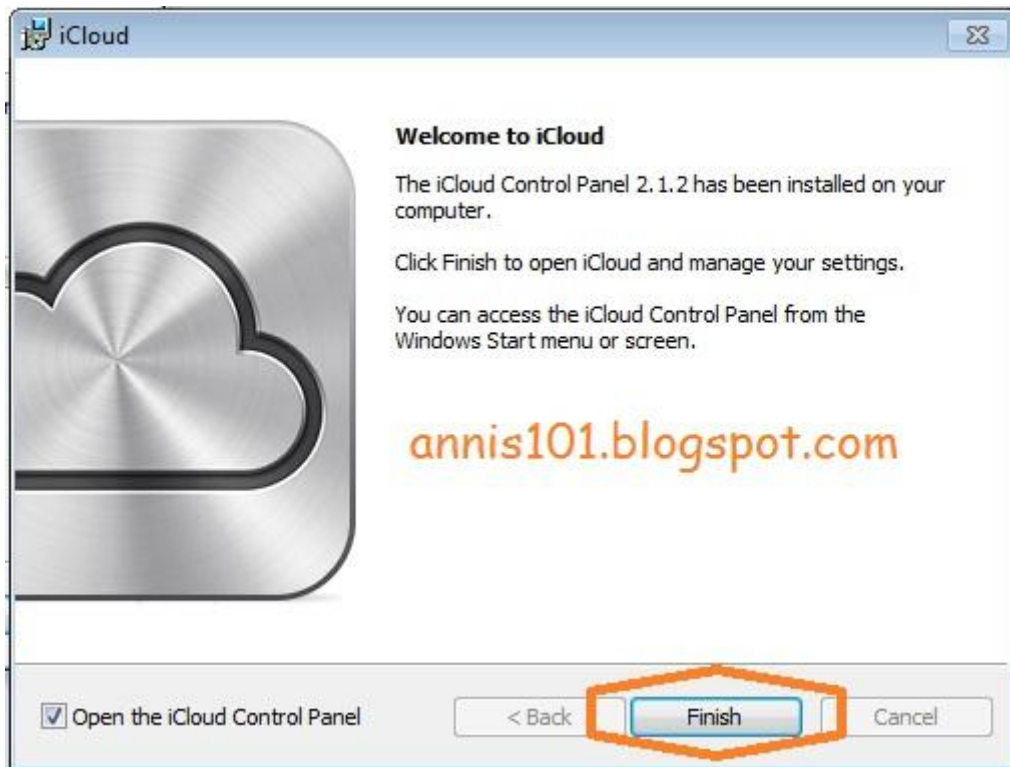 iCloud
Welcome to iCloud
The iCloud Control Panel 2.1.2 has been installed on your
computer.
Click Finish to open iCloud and manage your settings.
You can access the iCloud Control Panel from the
Windows Start menu or screen.
annis101.blogspot.com
Open the iCloud Control Panel
< Back
Finish
Cancel